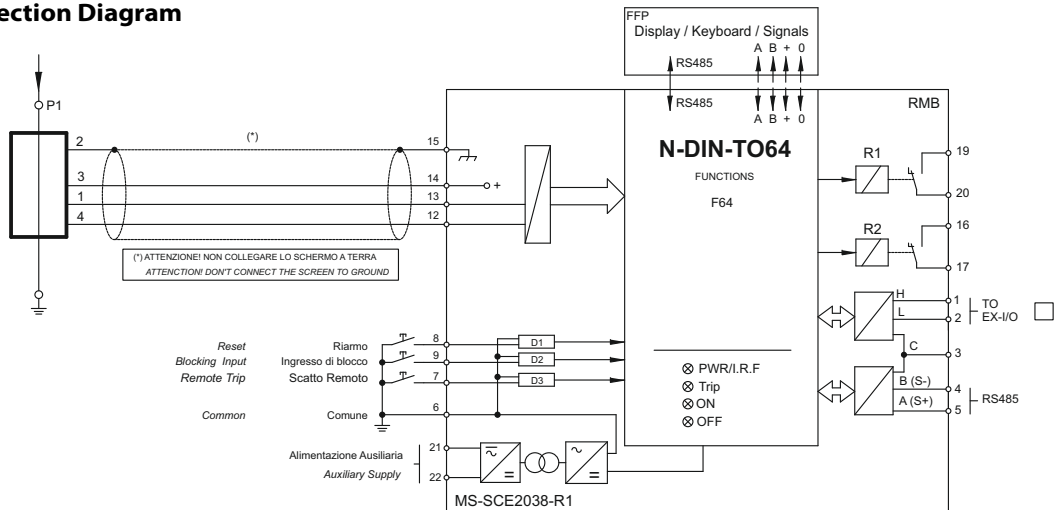 ection Diagram
FFP
Display / Keyboard / Signals
A B + 0
RS485
RS485
A B + 0
RMB
P1
2
(*)
15
3
14
+
1
13
4
12
(*) ATTENZIONE! NON COLLEGARE LO SCHERMO A TERRA
ATTENCTION! DON'T CONNECT THE SCREEN TO GROUND
N-DIN-TO64
FUNCTIONS
F64
R1
19
20
R2
16
17
H
1
L
2
TO
EX-I/O
C
3
B (S-)
4
A (S+)
5
RS485
Reset
Riamo
8
D1
Blocking Input
Ingresso di blocco
9
D2
Remote Trip
Scatto Remoto
7
D3
Common
Comune
6
PWR/I.R.F
Trip
ON
OFF
Alimentazione Ausiliaria
Auxiliary Supply
21
22
MS-SCE2038-R1